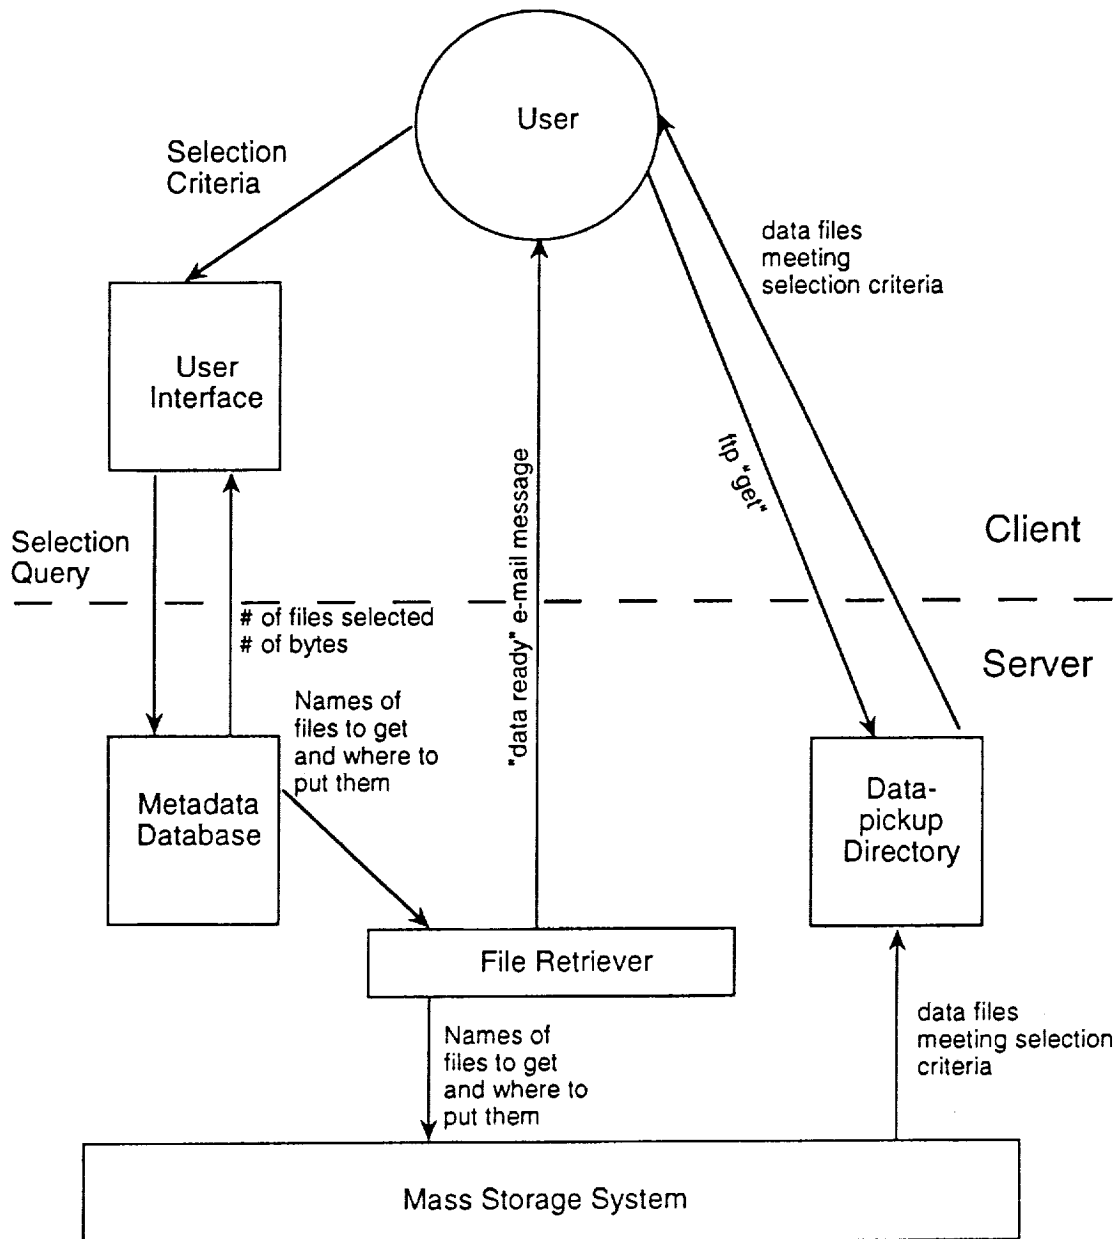 User
Selection
Criteria
data files
meeting
selection criteria
User
Interface
ftp "get"
"data ready" e-mail message
Client
Selection
Query
# of files selected
# of bytes
Server
Names of
files to get
and where to
put them
Metadata
Database
Data-
pickup
Directory
File Retriever
data files
meeting selection
criteria
Names of
files to get
and where to
put them
Mass Storage System